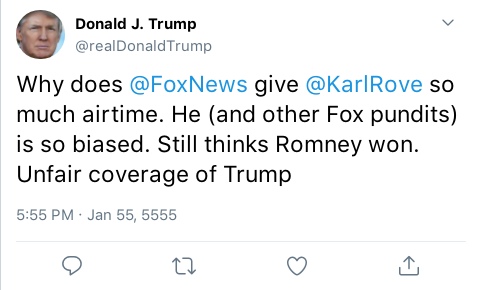 Donald J. Trump
@realDonaldTrump
Why does @FoxNews give @KarlRove so
much airtime. He (and other Fox pundits)
is so biased. Still thinks Romney won.
Unfair coverage of Trump
5:55 PM · Jan 55, 5555